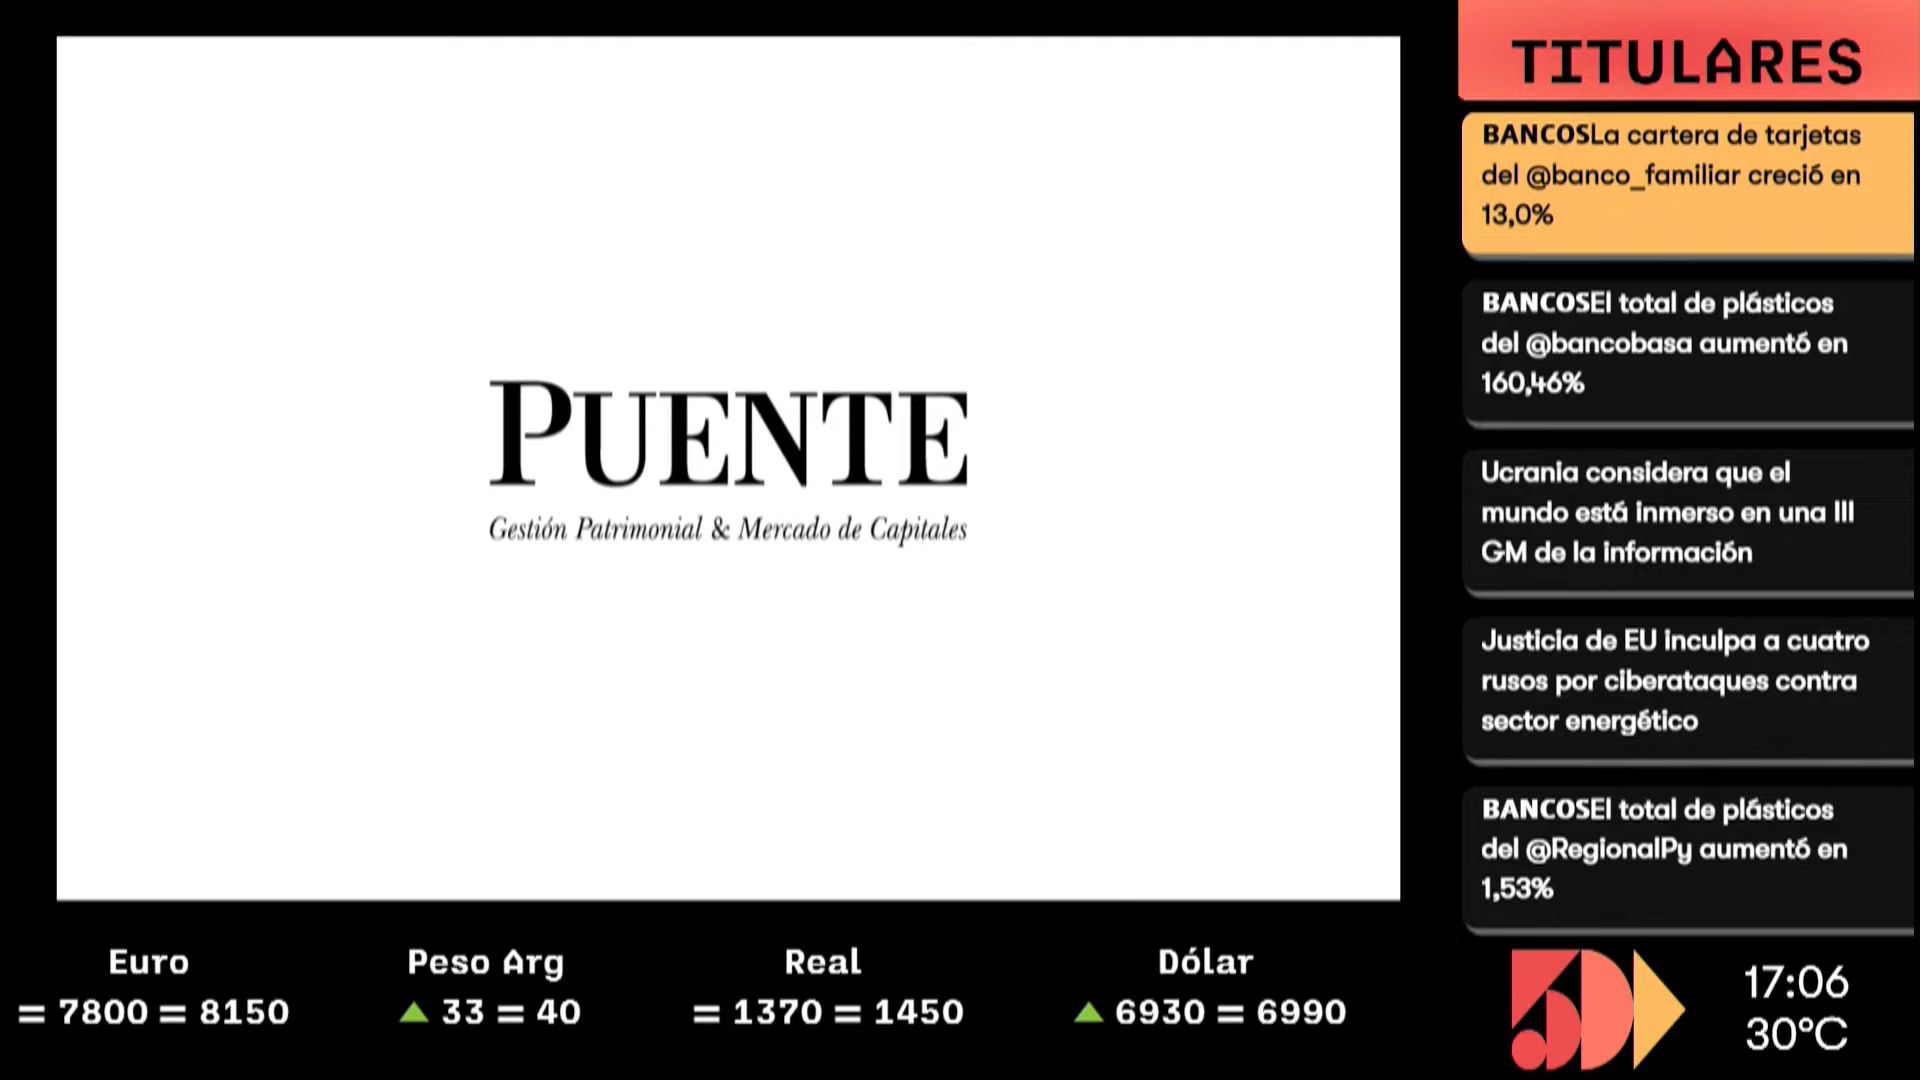 PUENTE
Gestión Patrimonial & Mercado de Capitales
TITULARES
BANCOSLa cartera de tarjetas
del @banco_familiar creció en
13,0%
BANCOSEl total de plásticos
del @bancobasa aumentó en
160,46%
Ucrania considera que el
mundo está inmerso en una III
GM de la información
Justicia de EU inculpa a cuatro
rusos por ciberataques contra
sector energético
BANCOSEl total de plásticos
del @RegionalPy aumentó en
1,53%
Euro
= 7800 = 8150
Peso Arg
▲ 33 = 40
Real
= 1370 = 1450
Dólar
▲ 6930 = 6990
5D
17:06
30°C